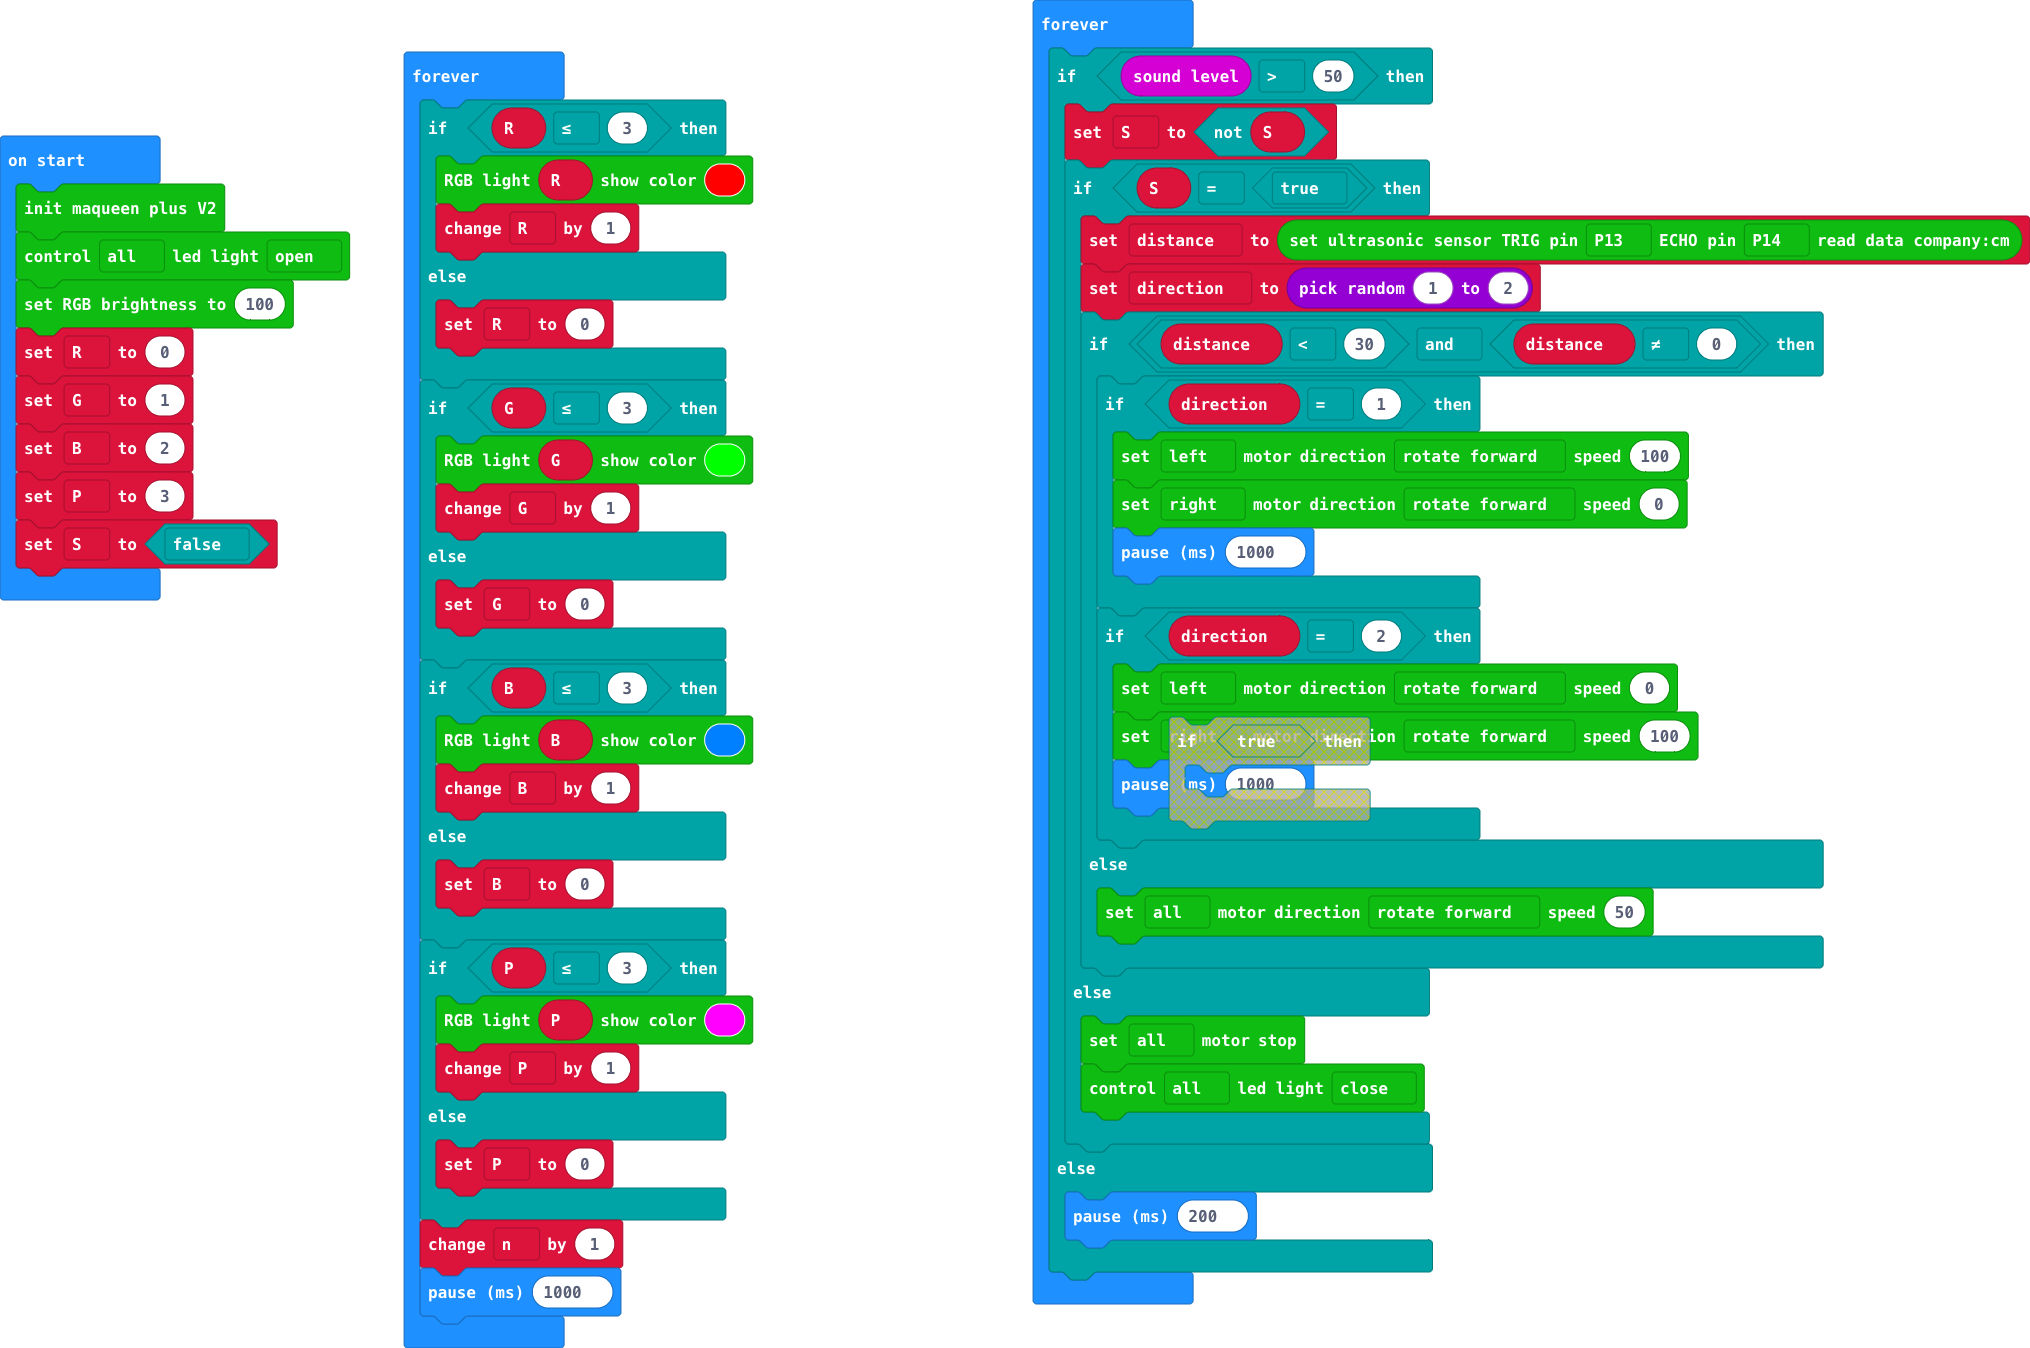 on start
init maqueen plus V2
control all led light open
set RGB brightness to 100
set R to 0
set G to 1
set B to 2
set P to 3
set S to false
forever
if R ≤ 3 then
RGB light R show color
change R by 1
else
set R to 0
if G ≤ 3 then
RGB light G show color
change G by 1
else
set G to 0
if B ≤ 3 then
RGB light B show color
change B by 1
else
set B to 0
if P ≤ 3 then
RGB light P show color
change P by 1
else
set P to 0
change n by 1
pause (ms) 1000
forever
if sound level > 50 then
set S to not S
if S = true then
set distance to set ultrasonic sensor TRIG pin P13 ECHO pin P14 read data company:cm
set direction to pick random 1 to 2
if distance < 30 and distance ≠ 0 then
if direction = 1 then
set left motor direction rotate forward speed 100
set right motor direction rotate forward speed 0
pause (ms) 1000
if direction = 2 then
set left motor direction rotate forward speed 0
set right motor direction rotate forward speed 100
if true then
pause (ms) 1000
else
set all motor direction rotate forward speed 50
else
set all motor stop
control all led light close
else
pause (ms) 200